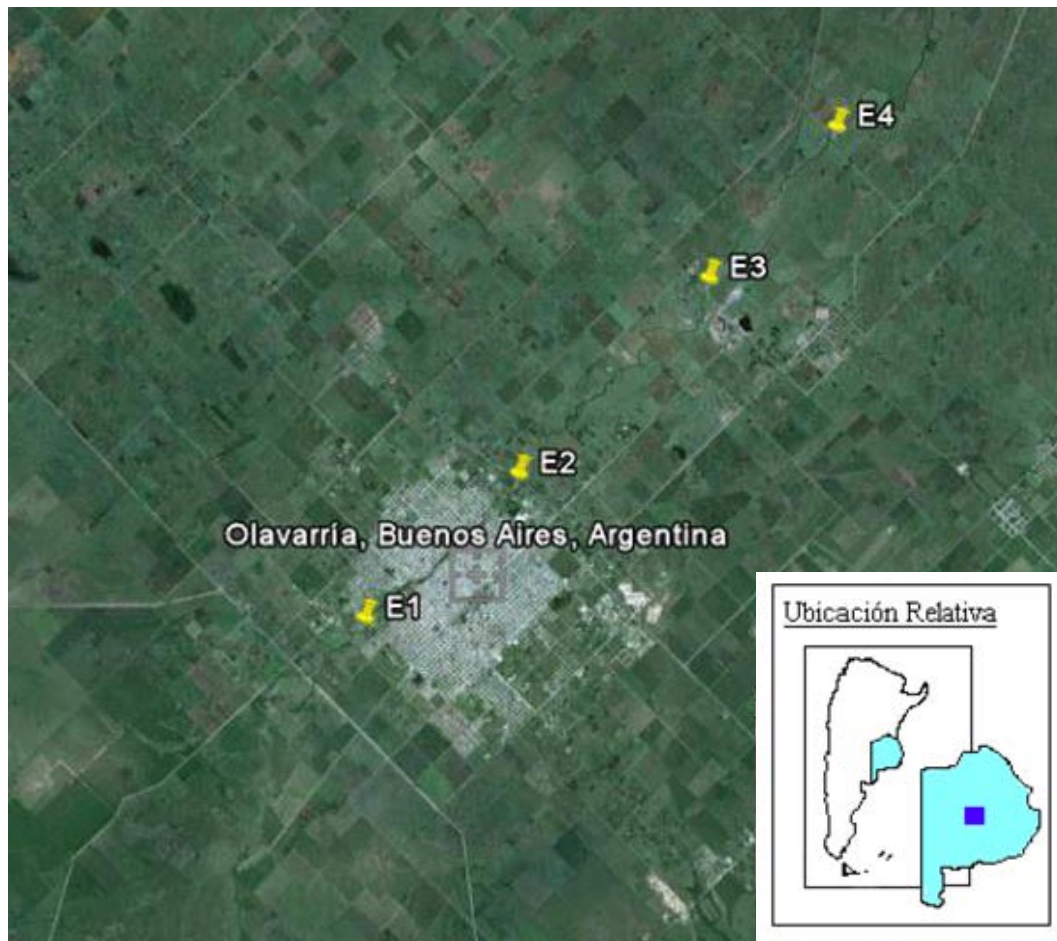 E4
E3
E2
Olavarría, Buenos Aires, Argentina
E1
Ubicación Relativa